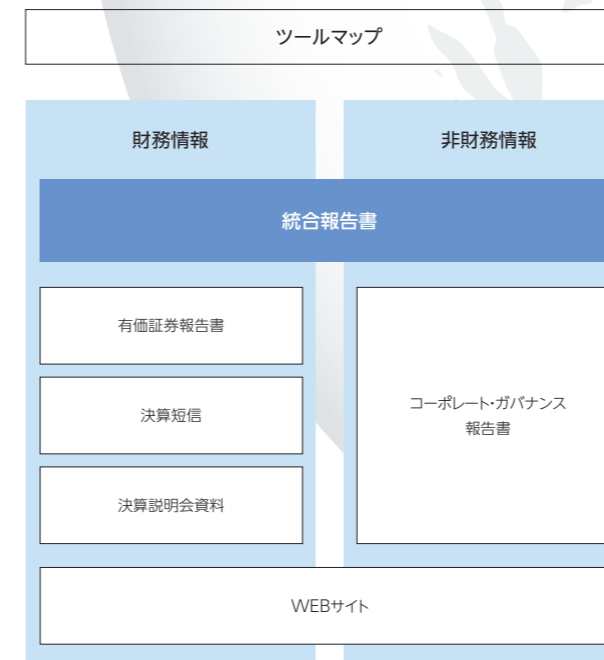 ツールマップ
財務情報
非財務情報
統合報告書
有価証券報告書
決算短信
決算説明会資料
コーポレート・ガバナンス
報告書
WEBサイト